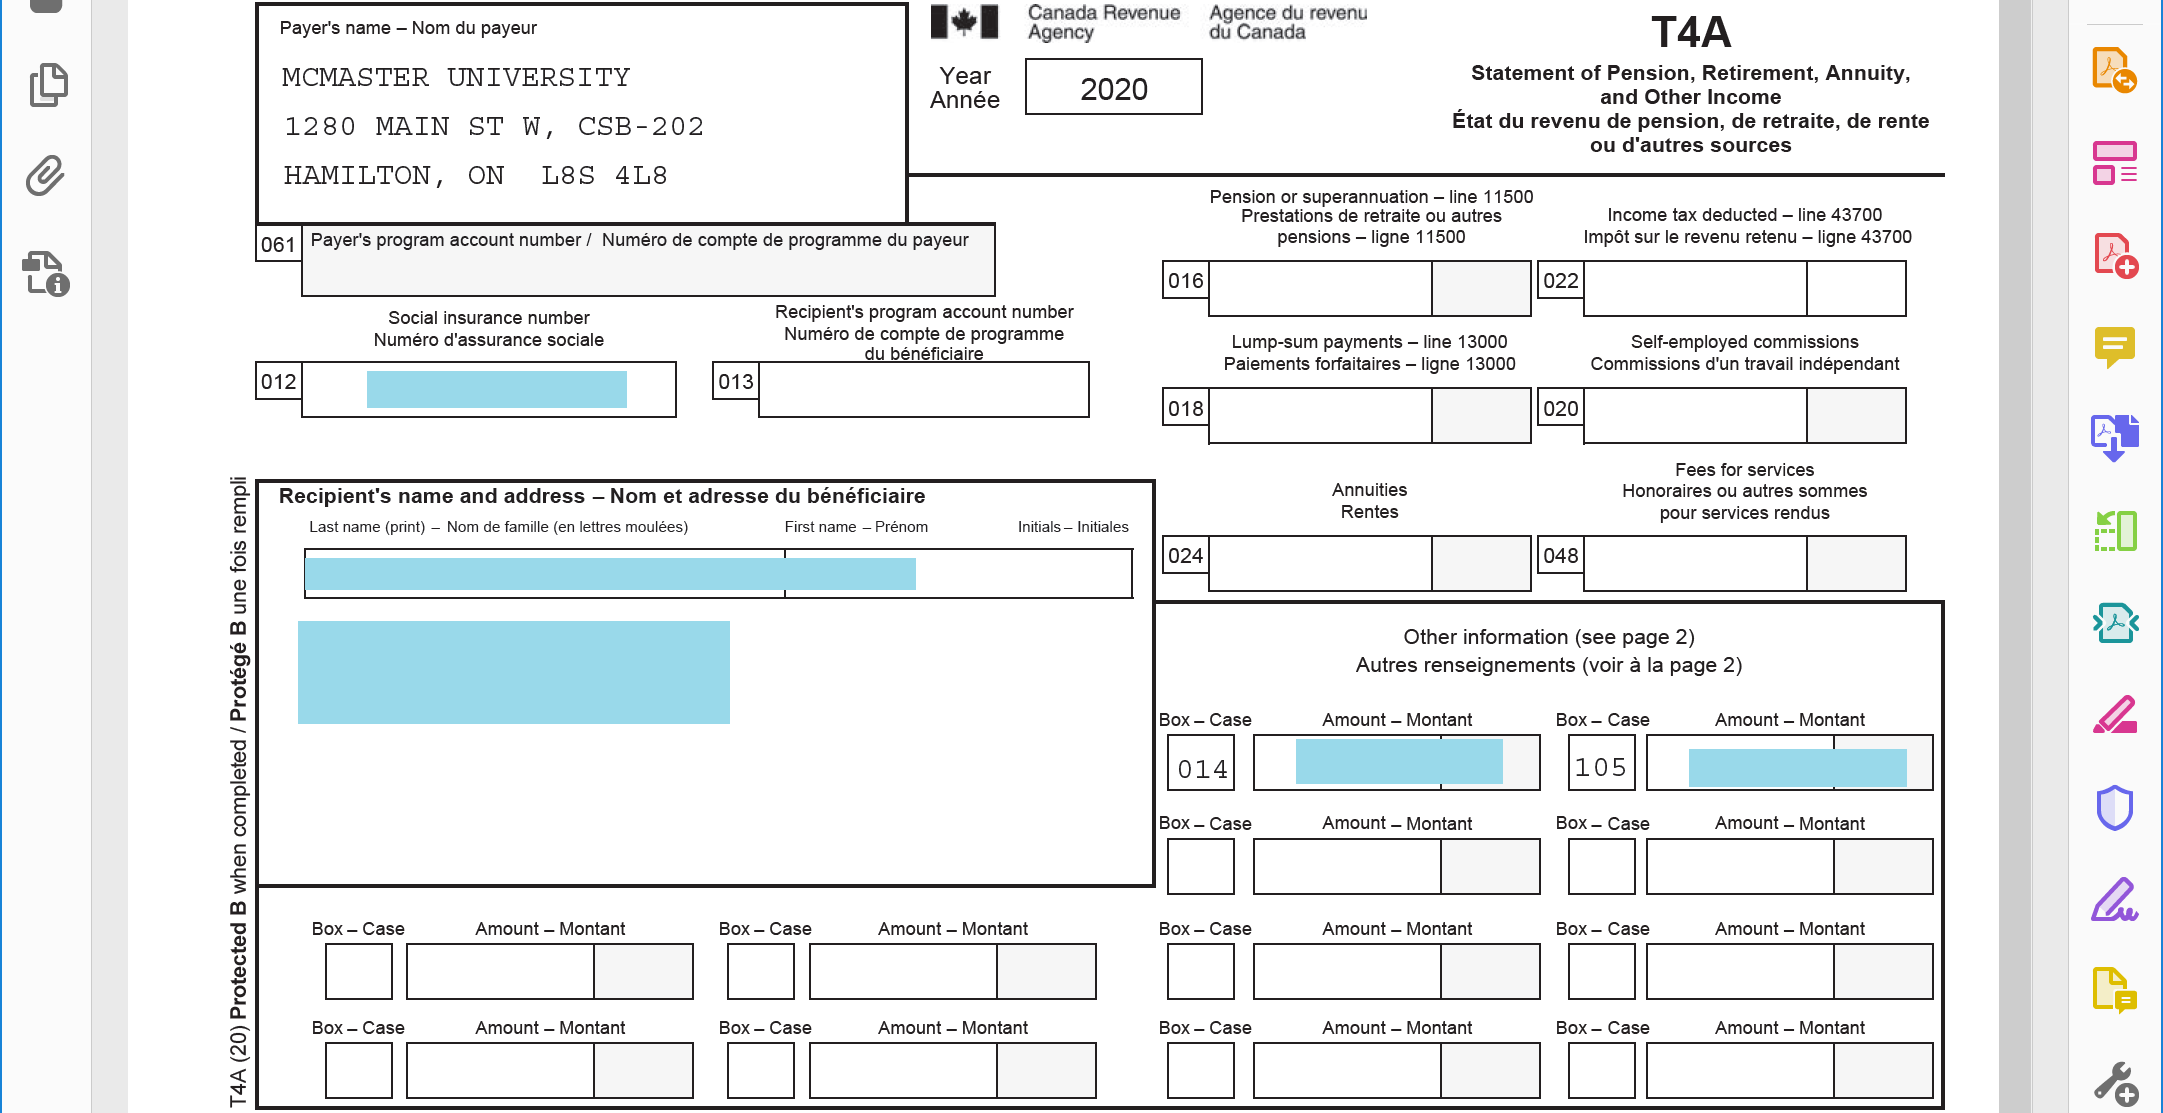 Payer's name – Nom du payeur
MCMASTER UNIVERSITY
1280 MAIN ST W, CSB-202
HAMILTON, ON  L8S 4L8
Canada Revenue Agency
Agence du revenu du Canada
Year
Année
2020
T4A
Statement of Pension, Retirement, Annuity,
and Other Income
État du revenu de pension, de retraite, de rente
ou d'autres sources
061
Payer's program account number / Numéro de compte de programme du payeur
Social insurance number
Numéro d'assurance sociale
012
Recipient's program account number
Numéro de compte de programme
du bénéficiaire
013
Pension or superannuation – line 11500
Prestations de retraite ou autres
pensions – ligne 11500
016
Income tax deducted – line 43700
Impôt sur le revenu retenu – ligne 43700
022
Lump-sum payments – line 13000
Paiements forfaitaires – ligne 13000
018
Self-employed commissions
Commissions d'un travail indépendant
020
Annuities
Rentes
024
Fees for services
Honoraires ou autres sommes
pour services rendus
048
Recipient's name and address – Nom et adresse du bénéficiaire
Last name (print) – Nom de famille (en lettres moulées)
First name – Prénom
Initials – Initiales
Other information (see page 2)
Autres renseignements (voir à la page 2)
Box – Case Amount – Montant Box – Case Amount – Montant
014 105
Box – Case Amount – Montant Box – Case Amount – Montant
Box – Case Amount – Montant Box – Case Amount – Montant Box – Case Amount – Montant Box – Case Amount – Montant
Box – Case Amount – Montant Box – Case Amount – Montant Box – Case Amount – Montant Box – Case Amount – Montant
T4A (20) Protected B when completed / Protégé B une fois rempli